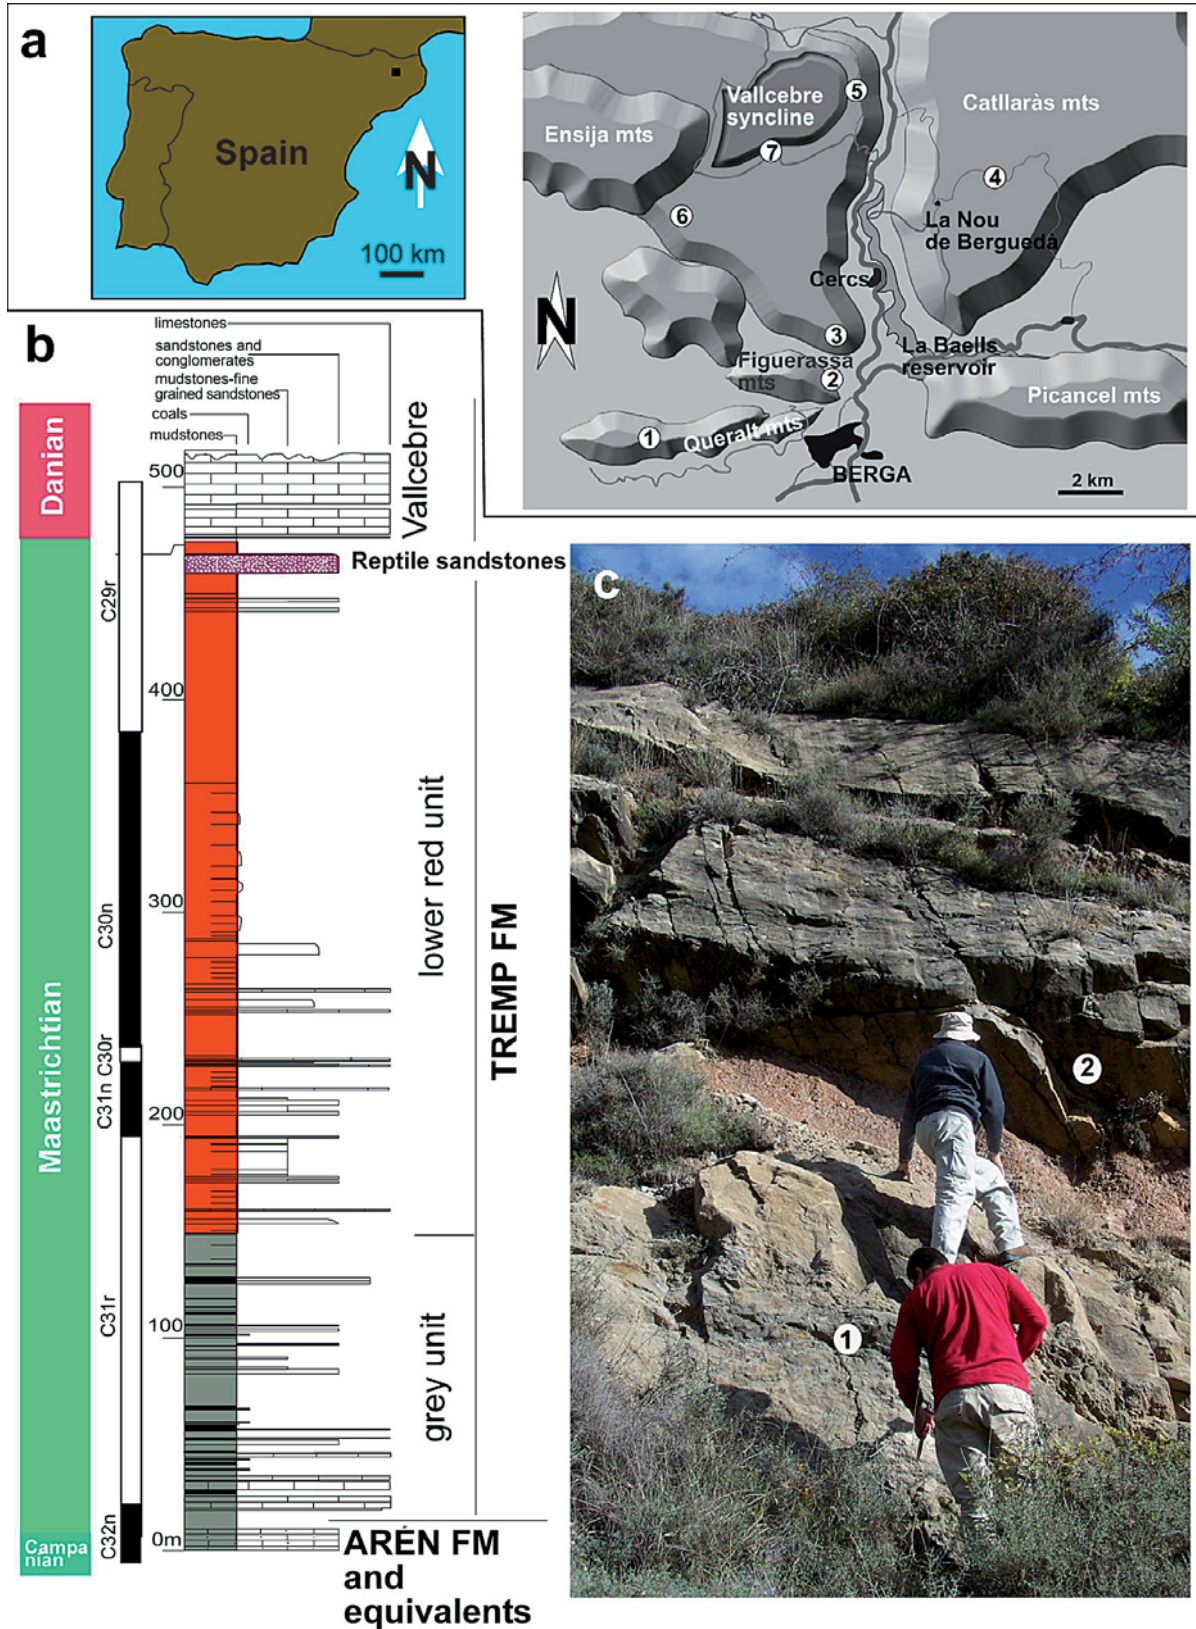 a
Spain
N
100 km
Vallcebre
syncline
5
Ensija mts
7
Catllaràs mts
4
6
La Nou
de Berguedà
Cercs
N
3
Figuerassa
mts
2
La Baells
reservoir
1
Queralt mts
Picancel mts
BERGA
2 km
b
limestones
sandstones and
conglomerates
mudstones-fine
grained sandstones
coals
mudstones
Danian
Maastrichtian
Campa
nian
C29r
C30n
C30r
C31n
C31r
C32n
500
400
300
200
100
0m
Vallcebre
Reptile sandstones
lower red unit
grey unit
TREMP FM
ARÉN FM
and
equivalents
c
2
1